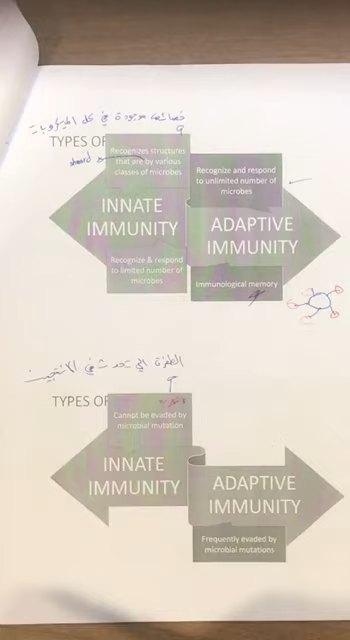 خصائص موجودة في كل الميكروبات
TYPES OF
shared
Recognizes structures
that are by various
classes of microbes
INNATE
IMMUNITY
Recognize & respond
to limited number of
microbes
Recognize and respond
to unlimited number of
microbes
ADAPTIVE
IMMUNITY
Immunological memory
الطفرة الي تحدث في الانتيجين
TYPES OF
Cannot be evaded by
microbial mutation
INNATE
IMMUNITY
ADAPTIVE
IMMUNITY
Frequently evaded by
microbial mutations